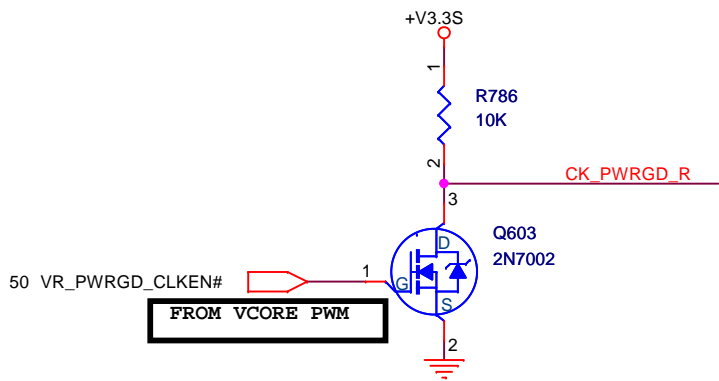 +V3.3S
1
R786
10K
2
CK_PWRGD_R
3
Q603
2N7002
D
G
S
1
50 VR_PWRGD_CLKEN#
FROM VCORE PWM
2